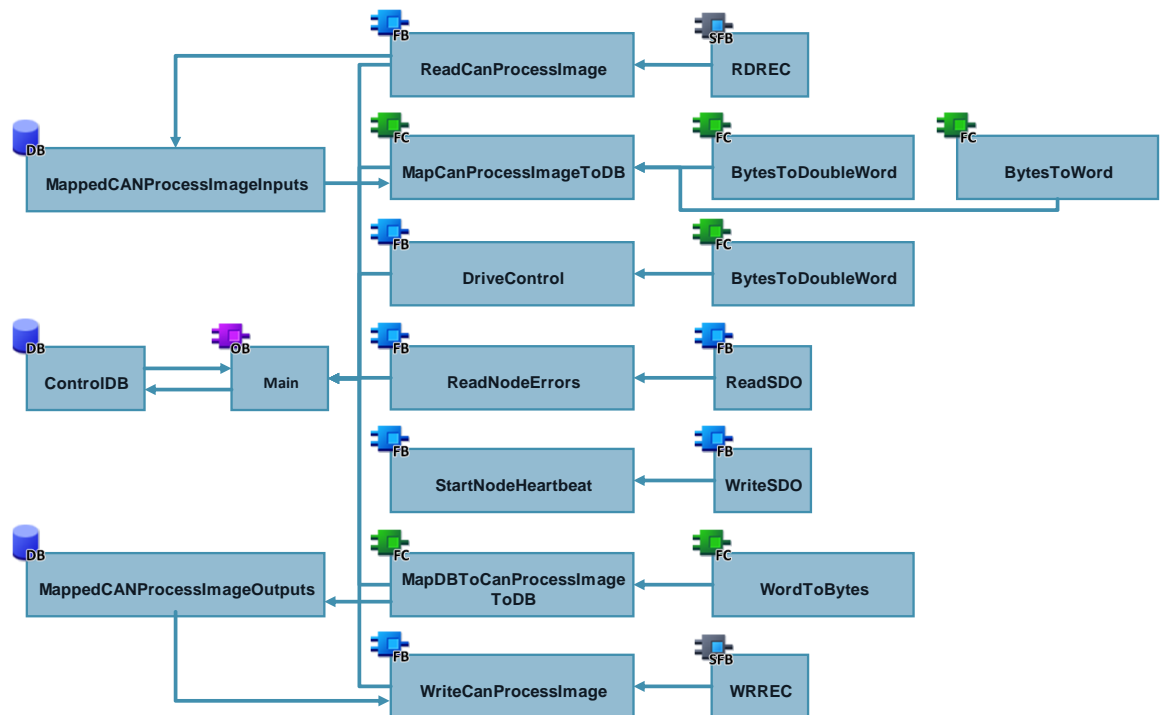 FB
ReadCanProcessImage
SFB
RDREC
DB
MappedCANProcessImageInputs
FC
MapCanProcessImageToDB
FC
BytesToDoubleWord
FC
BytesToWord
FB
DriveControl
FC
BytesToDoubleWord
DB
ControlDB
OB
Main
FB
ReadNodeErrors
FB
ReadSDO
FB
StartNodeHeartbeat
FB
WriteSDO
DB
MappedCANProcessImageOutputs
FC
MapDBToCanProcessImage
ToDB
FC
WordToBytes
FB
WriteCanProcessImage
SFB
WRREC